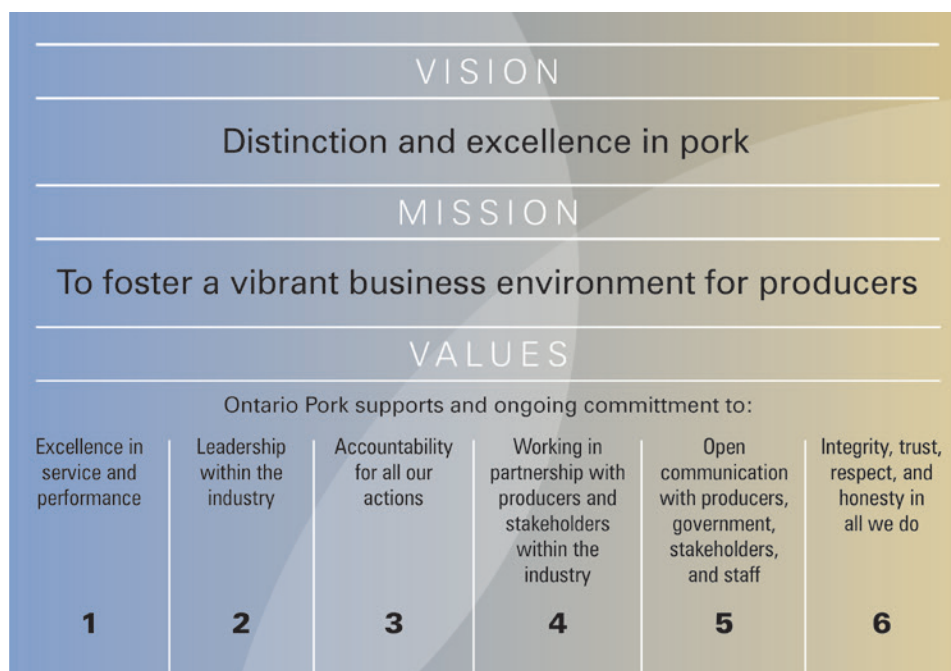 VISION
Distinction and excellence in pork
MISSION
To foster a vibrant business environment for producers
VALUES
Ontario Pork supports and ongoing committment to:
Excellence in
service and
performance
1
Leadership
within the
industry
2
Accountability
for all our
actions
3
Working in
partnership with
producers and
stakeholders
within the
industry
4
Open
communication
with producers,
government,
stakeholders,
and staff
5
Integrity, trust,
respect, and
honesty in
all we do
6